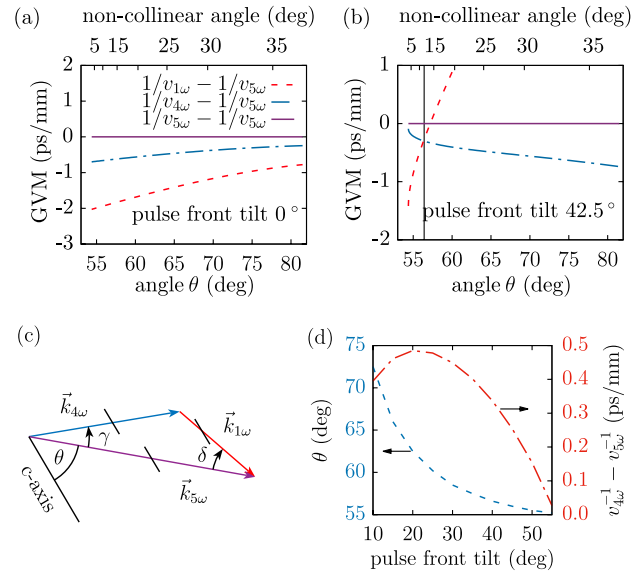 non-collinear angle (deg)
(a)
5 15 25 35
2
1
0
-1
-2
-3
GVM (ps/mm)
1/v1ω − 1/v5ω
1/v4ω − 1/v5ω
1/v5ω − 1/v5ω
pulse front tilt 0°
55 60 65 70 75 80
angle θ (deg)
non-collinear angle (deg)
(b)
5 15 25 35
2
1
0
-1
-2
GVM (ps/mm)
pulse front tilt 42.5°
55 60 65 70 75 80
angle θ (deg)
(c)
k⃗4ω
k⃗1ω
γ
δ
θ
k⃗5ω
c-axis
(d)
75
70
65
60
55
θ (deg)
0.5
0.4
0.3
0.2
0.1
0.0
v4ω⁻¹ − v5ω⁻¹ (ps/mm)
10 20 30 40 50
pulse front tilt (deg)